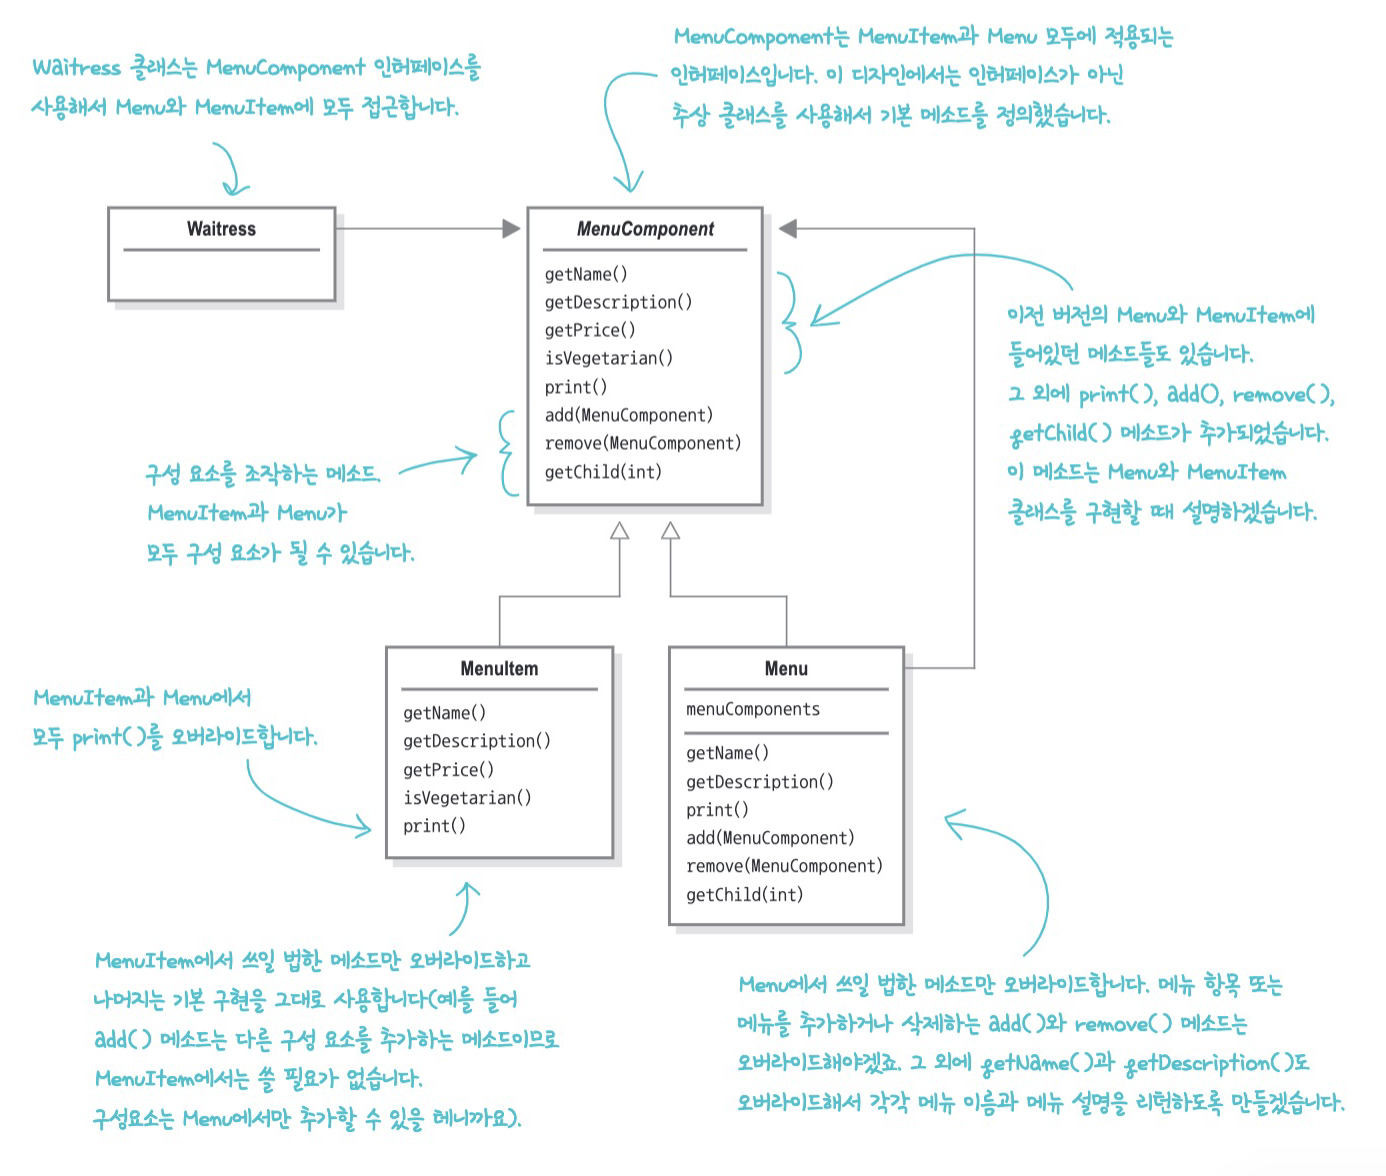 Waitress 클래스는 MenuComponent 인터페이스를
사용해서 Menu와 MenuItem에 모두 접근합니다.
MenuComponent는 MenuItem과 Menu 모두에 적용되는
인터페이스입니다. 이 디자인에서는 인터페이스가 아닌
추상 클래스를 사용해서 기본 메소드를 정의했습니다.
Waitress
MenuComponent
getName()
getDescription()
getPrice()
isVegetarian()
print()
add(MenuComponent)
remove(MenuComponent)
getChild(int)
이전 버전의 Menu와 MenuItem에
들어있던 메소드들도 있습니다.
그 외에 print(), add(), remove(),
getChild() 메소드가 추가되었습니다.
이 메소드는 Menu와 MenuItem
클래스를 구현할 때 설명하겠습니다.
구성 요소를 조작하는 메소드.
MenuItem과 Menu가
모두 구성 요소가 될 수 있습니다.
MenuItem
getName()
getDescription()
getPrice()
isVegetarian()
print()
Menu
menuComponents
getName()
getDescription()
print()
add(MenuComponent)
remove(MenuComponent)
getChild(int)
MenuItem과 Menu에서
모두 print()를 오버라이드합니다.
MenuItem에서 쓰일 법한 메소드만 오버라이드하고
나머지는 기본 구현을 그대로 사용합니다(예를 들어
add() 메소드는 다른 구성 요소를 추가하는 메소드이므로
MenuItem에서는 쓸 필요가 없습니다.
구성요소는 Menu에서만 추가할 수 있을 테니까요).
Menu에서 쓰일 법한 메소드만 오버라이드합니다. 메뉴 항목 또는
메뉴를 추가하거나 삭제하는 add()와 remove() 메소드는
오버라이드해야겠죠. 그 외에 getName()과 getDescription()도
오버라이드해서 각각 메뉴 이름과 메뉴 설명을 리턴하도록 만들겠습니다.